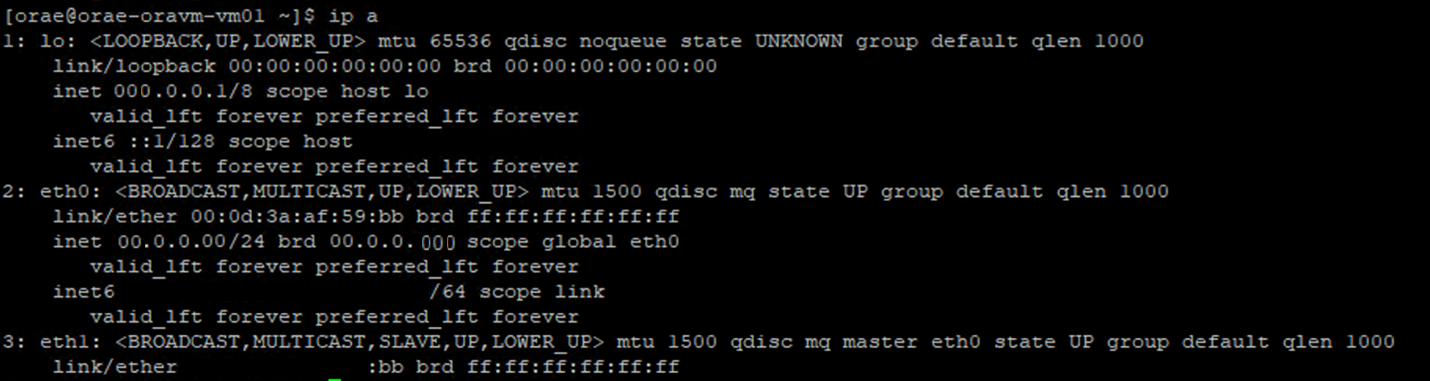 [orae@orae-oravm-vm01 ~]$ ip a
1: lo: <LOOPBACK,UP,LOWER_UP> mtu 65536 qdisc noqueue state UNKNOWN group default qlen 1000
link/loopback 00:00:00:00:00:00 brd 00:00:00:00:00:00
inet 000.0.0.1/8 scope host lo
valid_lft forever preferred_lft forever
inet6 ::1/128 scope host
valid_lft forever preferred_lft forever
2: eth0: <BROADCAST,MULTICAST,UP,LOWER_UP> mtu 1500 qdisc mq state UP group default qlen 1000
link/ether 00:0d:3a:af:59:bb brd ff:ff:ff:ff:ff:ff
inet 00.0.0.00/24 brd 00.0.0.000 scope global eth0
valid_lft forever preferred_lft forever
inet6 /64 scope link
valid_lft forever preferred_lft forever
3: eth1: <BROADCAST,MULTICAST,SLAVE,UP,LOWER_UP> mtu 1500 qdisc mq master eth0 state UP group default qlen 1000
link/ether :bb brd ff:ff:ff:ff:ff:ff